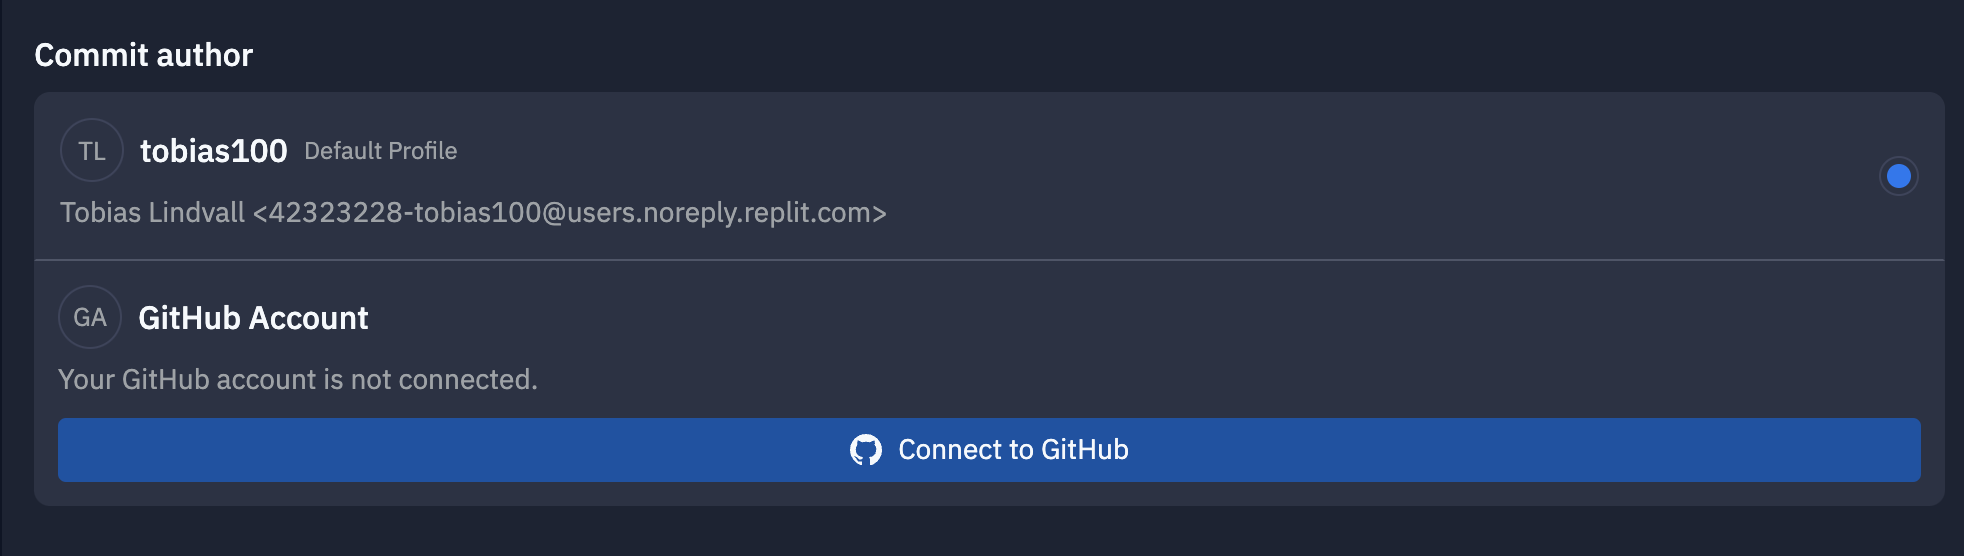 Commit author
TL tobias100 Default Profile
Tobias Lindvall <42323228-tobias100@users.noreply.replit.com>
GA GitHub Account
Your GitHub account is not connected.
Connect to GitHub